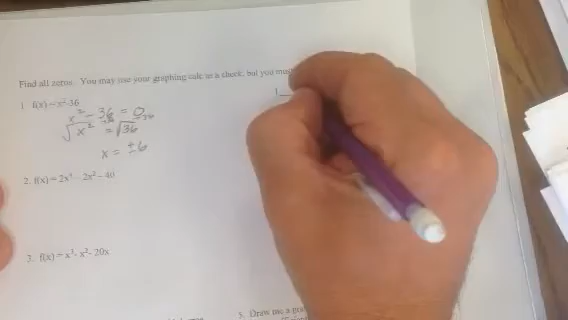 Find all zeros. You may use your graphing calc as a check, but you must
1. f(x) = x²-36
1.
x² - 36 = 0
+36 +36
√x² = √36
x = ±6
2. f(x) = 2x⁴ - 2x² - 40
3. f(x) = x³ - x² - 20x
5. Draw me a